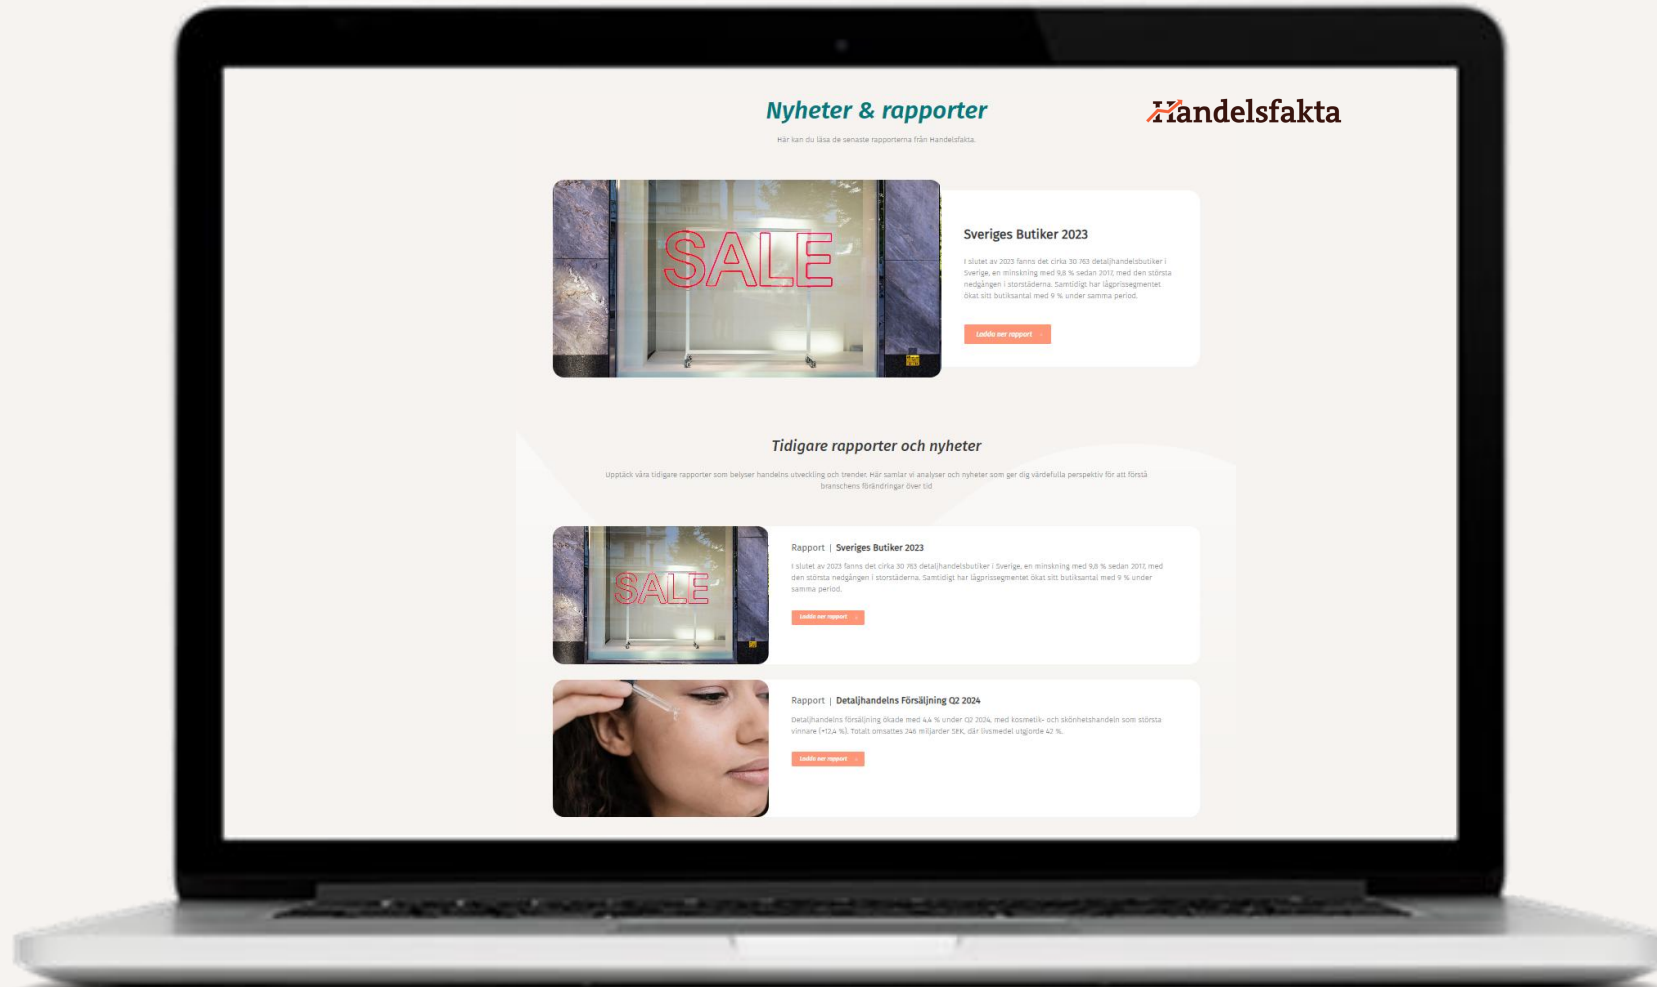 Nyheter & rapporter
Handelsfakta
Här kan du läsa de senaste rapporterna från Handelsfakta.
SALE
Sveriges Butiker 2023
I slutet av 2023 fanns det cirka 30 763 detaljhandelsbutiker i
Sverige, en minskning med 9,8 % sedan 2017, med den största
nedgången i storstäderna. Samtidigt har lågprissegmentet
ökat sitt butiksantal med 9 % under samma period.
Ladda ner rapport
Tidigare rapporter och nyheter
Upptäck våra tidigare rapporter som belyser handelns utveckling och trender. Här samlar vi analyser och nyheter som ger dig värdefulla perspektiv för att förstå
branschens förändringar över tid
SALE
Rapport | Sveriges Butiker 2023
I slutet av 2023 fanns det cirka 30 763 detaljhandelsbutiker i Sverige, en minskning med 9,8 % sedan 2017, med
den största nedgången i storstäderna. Samtidigt har lågprissegmentet ökat sitt butiksantal med 9 % under
samma period.
Ladda ner rapport
Rapport | Detaljhandelns Försäljning Q2 2024
Detaljhandelns försäljning ökade med 4,4 % under Q2 2024, med kosmetik- och skönhetshandeln som största
vinnare (+12,4 %). Totalt omsattes 246 miljarder SEK, där livsmedel utgjorde 42 %.
Ladda ner rapport